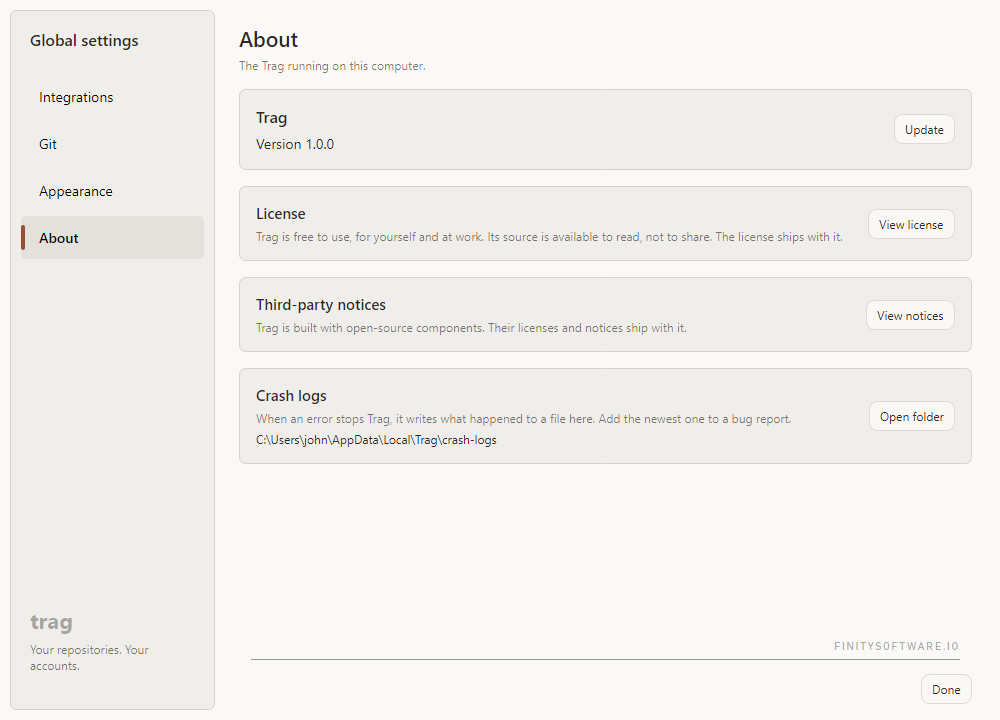 Global settings
Integrations
Git
Appearance
About
trag
Your repositories. Your
accounts.
About
The Trag running on this computer.
Trag
Version 1.0.0
Update
License
Trag is free to use, for yourself and at work. Its source is available to read, not to share. The license ships with it.
View license
Third-party notices
Trag is built with open-source components. Their licenses and notices ship with it.
View notices
Crash logs
When an error stops Trag, it writes what happened to a file here. Add the newest one to a bug report.
C:\Users\john\AppData\Local\Trag\crash-logs
Open folder
FINITYSOFTWARE.IO
Done